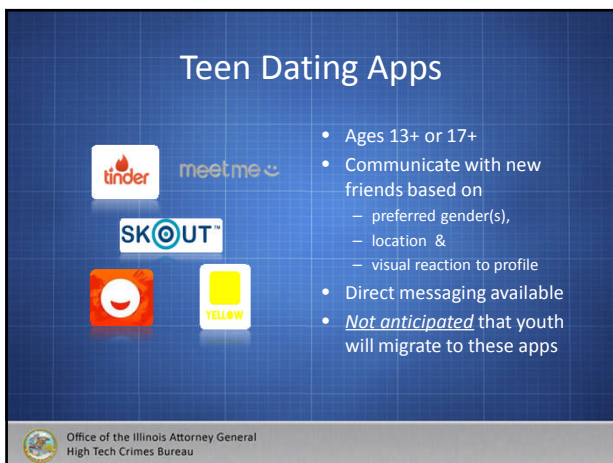 Teen Dating Apps
tinder
meetme
SKOUT™
YELLOW
• Ages 13+ or 17+
• Communicate with new
friends based on
– preferred gender(s),
– location &
– visual reaction to profile
• Direct messaging available
• Not anticipated that youth
will migrate to these apps
Office of the Illinois Attorney General
High Tech Crimes Bureau